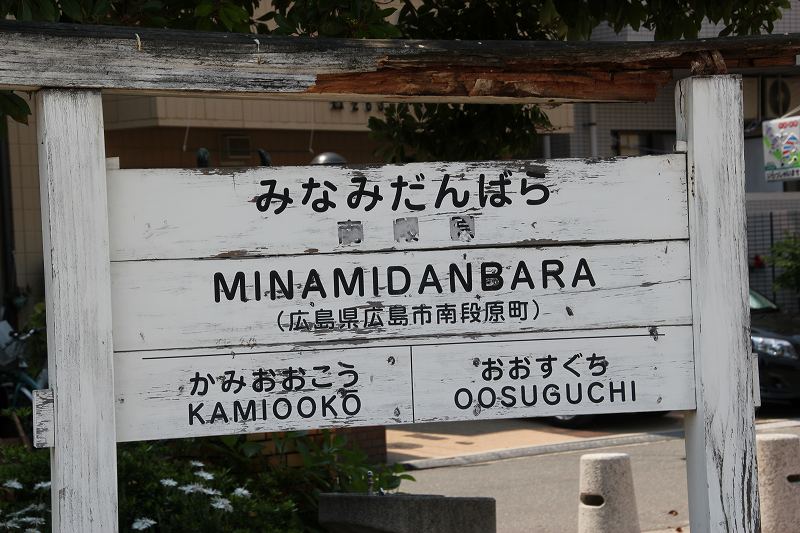 みなみだんばら
MINAMIDANBARA
(広島県広島市南段原町)
かみおおこう
KAMIOOKŌ
おおすぐち
OOSUGUCHI